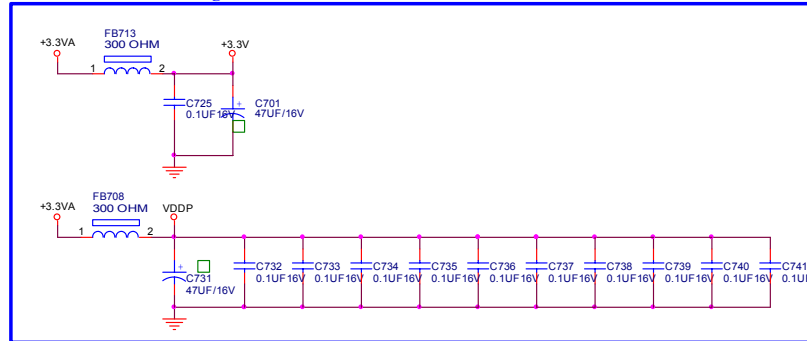 FB713
300 OHM
+3.3VA
+3.3V
1
2
C725
0.1UF16V
C701
47UF/16V
+
FB708
300 OHM
+3.3VA
VDDP
1
2
+
C731
47UF/16V
C732
0.1UF16V
C733
0.1UF16V
C734
0.1UF16V
C735
0.1UF16V
C736
0.1UF16V
C737
0.1UF16V
C738
0.1UF16V
C739
0.1UF16V
C740
0.1UF16V
C741
0.1U